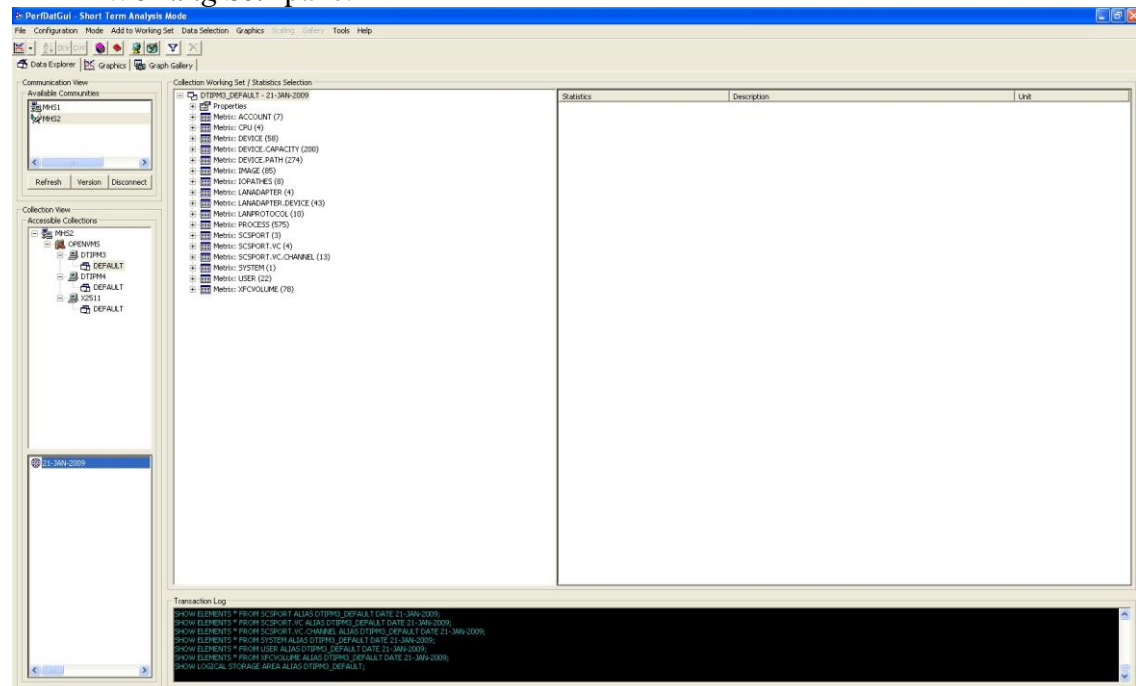 PerfDatGui - Short Term Analysis Mode
File Configuration Mode Add to Working Set Data Selection Graphics Scaling Gallery Tools Help
Data Explorer Graphics Graph Gallery
Communication View
Available Communities
MHS1
MHS2
Refresh Version Disconnect
Collection View
Accessible Collections
MHS2
OPENVMS
DTIPM3
DEFAULT
DTIPM4
DEFAULT
X2511
DEFAULT
21-JAN-2009
Collection Working Set / Statistics Selection
DTIPM3_DEFAULT - 21-JAN-2009
Properties
Metrix: ACCOUNT (7)
Metrix: CPU (4)
Metrix: DEVICE (58)
Metrix: DEVICE.CAPACITY (200)
Metrix: DEVICE.PATH (274)
Metrix: IMAGE (85)
Metrix: IOPATHES (8)
Metrix: LANADAPTER (4)
Metrix: LANADAPTER.DEVICE (43)
Metrix: LANPROTOCOL (10)
Metrix: PROCESS (575)
Metrix: SCSPORT (3)
Metrix: SCSPORT.VC (4)
Metrix: SCSPORT.VC.CHANNEL (13)
Metrix: SYSTEM (1)
Metrix: USER (22)
Metrix: XFCVOLUME (78)
Statistics Description Unit
Transaction Log
SHOW ELEMENTS * FROM SCSPORT ALIAS DTIPM3_DEFAULT DATE 21-JAN-2009;
SHOW ELEMENTS * FROM SCSPORT.VC ALIAS DTIPM3_DEFAULT DATE 21-JAN-2009;
SHOW ELEMENTS * FROM SCSPORT.VC.CHANNEL ALIAS DTIPM3_DEFAULT DATE 21-JAN-2009;
SHOW ELEMENTS * FROM SYSTEM ALIAS DTIPM3_DEFAULT DATE 21-JAN-2009;
SHOW ELEMENTS * FROM USER ALIAS DTIPM3_DEFAULT DATE 21-JAN-2009;
SHOW ELEMENTS * FROM XFCVOLUME ALIAS DTIPM3_DEFAULT DATE 21-JAN-2009;
SHOW LOGICAL STORAGE AREA ALIAS DTIPM3_DEFAULT;